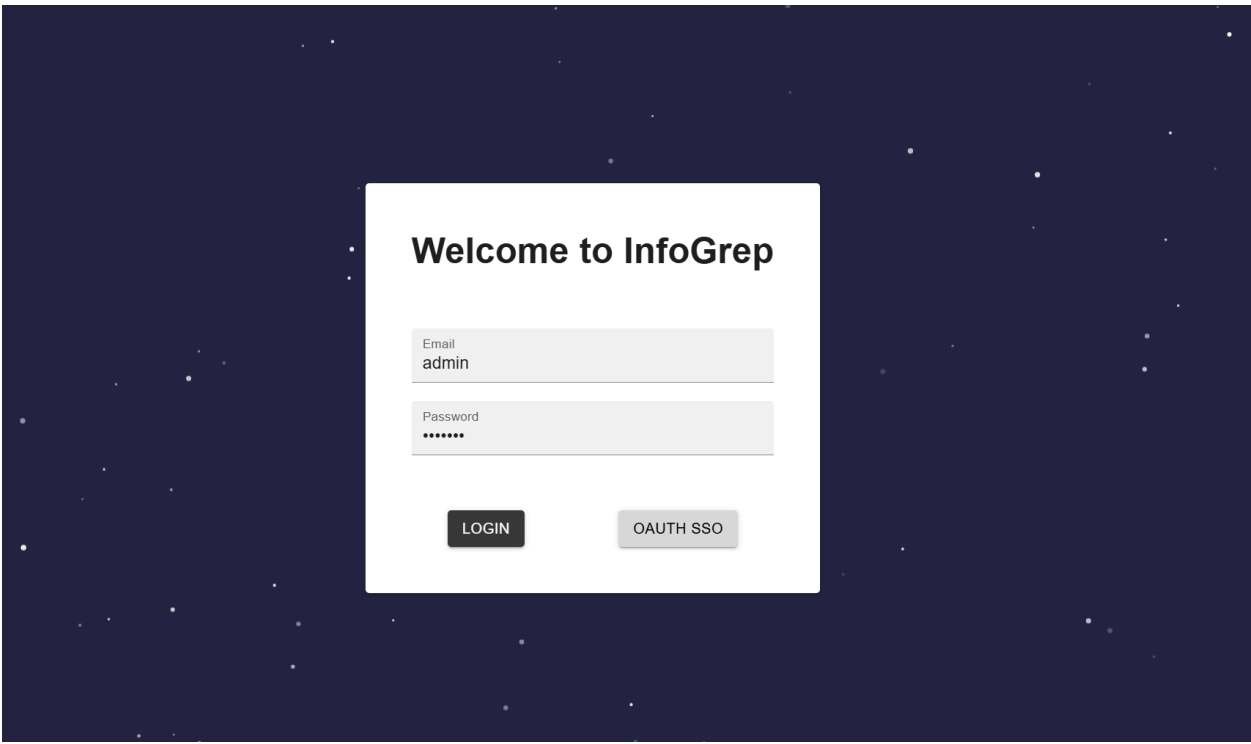 Welcome to InfoGrep
Email
admin
Password
•••••••
LOGIN
OAUTH SSO